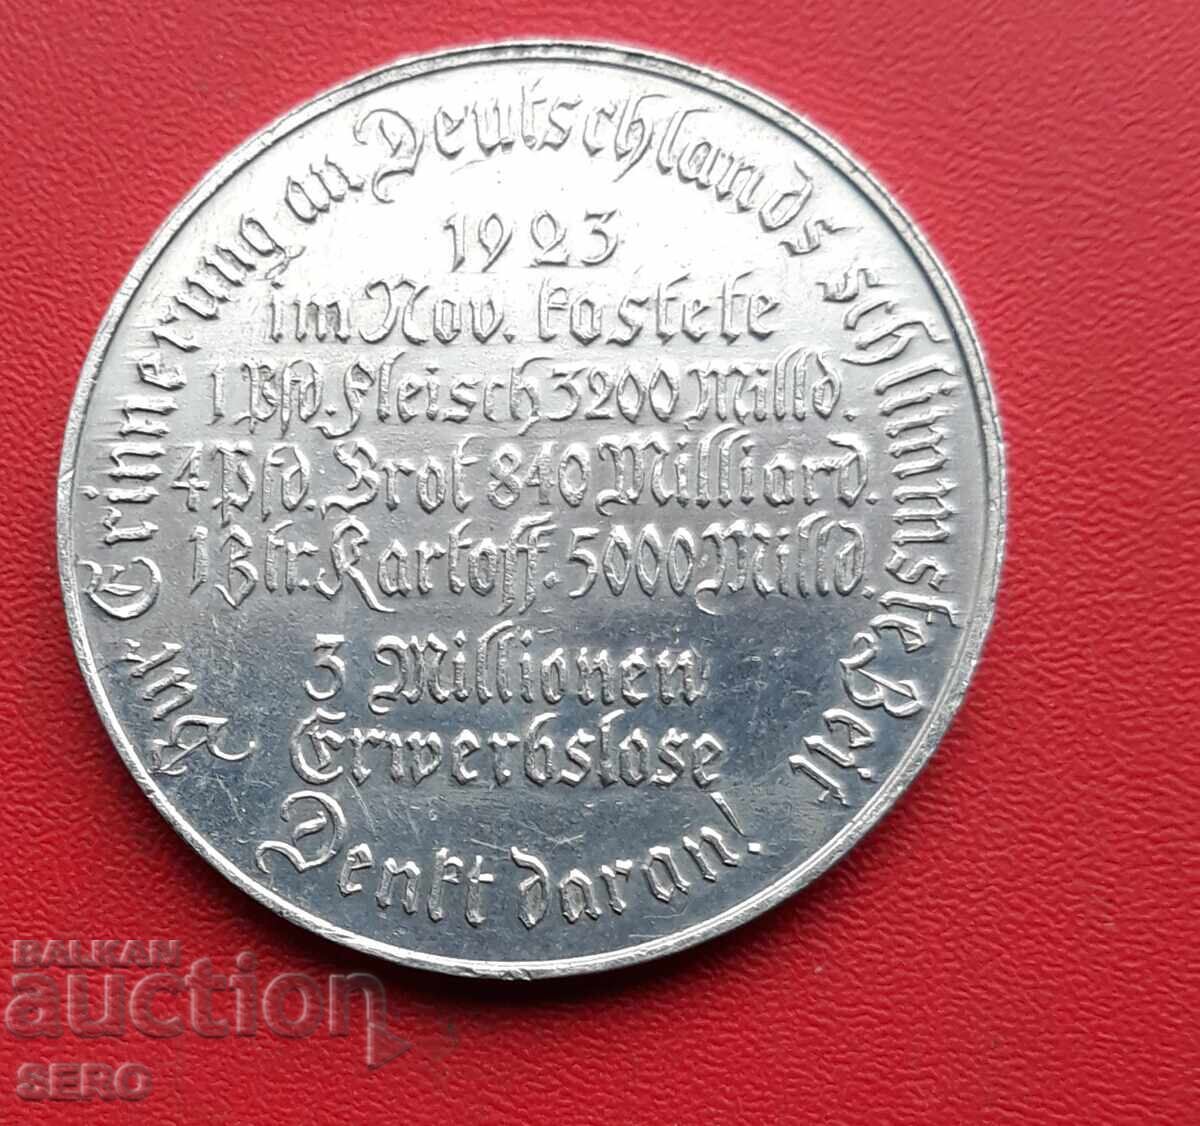 Zur Erinnerung an Deutschlands schlimmste Zeit
1923
im Nov. kostete
1 Pfd. Fleisch 3200 Milld.
4 Pfd. Brot 840 Milliard.
1 Ztr. Kartoff. 5000 Milld.
3 Millionen
Erwerbslose
Denkt daran!
BALKAN
auction
SERO